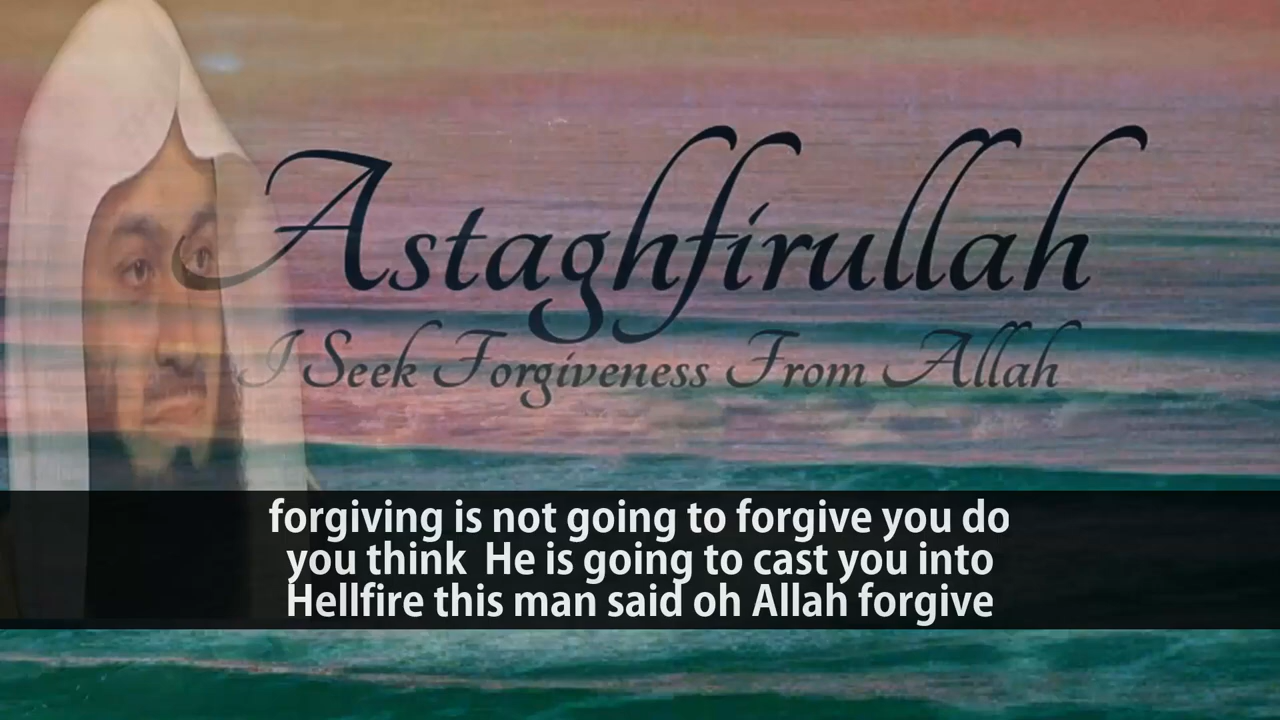 Astaghfirullah
I Seek Forgiveness From Allah
forgiving is not going to forgive you do
you think He is going to cast you into
Hellfire this man said oh Allah forgive